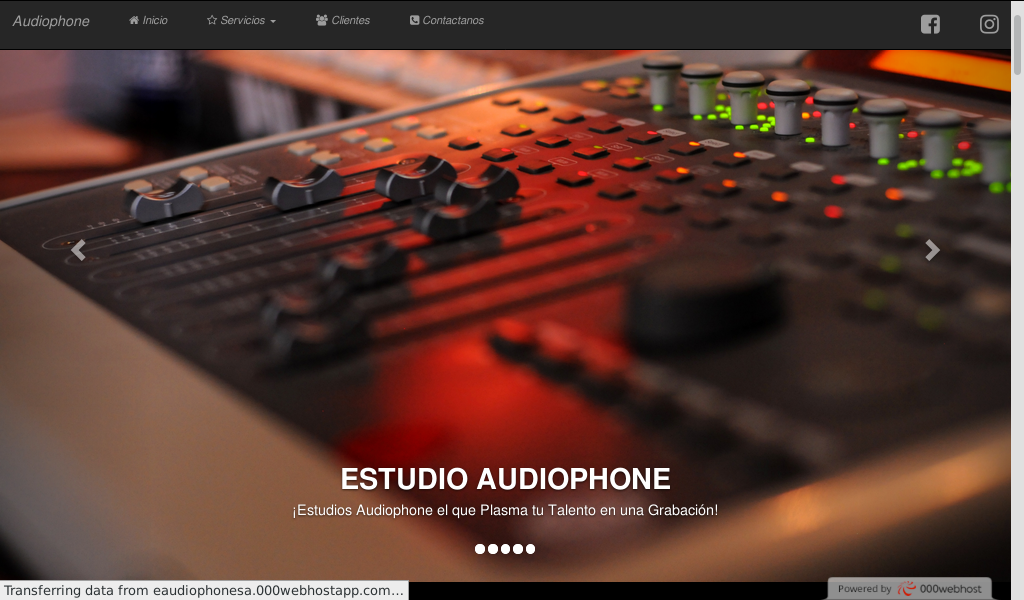 Audiophone
Inicio
Servicios
Clientes
Contactanos
ESTUDIO AUDIOPHONE
¡Estudios Audiophone el que Plasma tu Talento en una Grabación!
Transferring data from eaudiophonesa.000webhostapp.com…
Powered by 000webhost